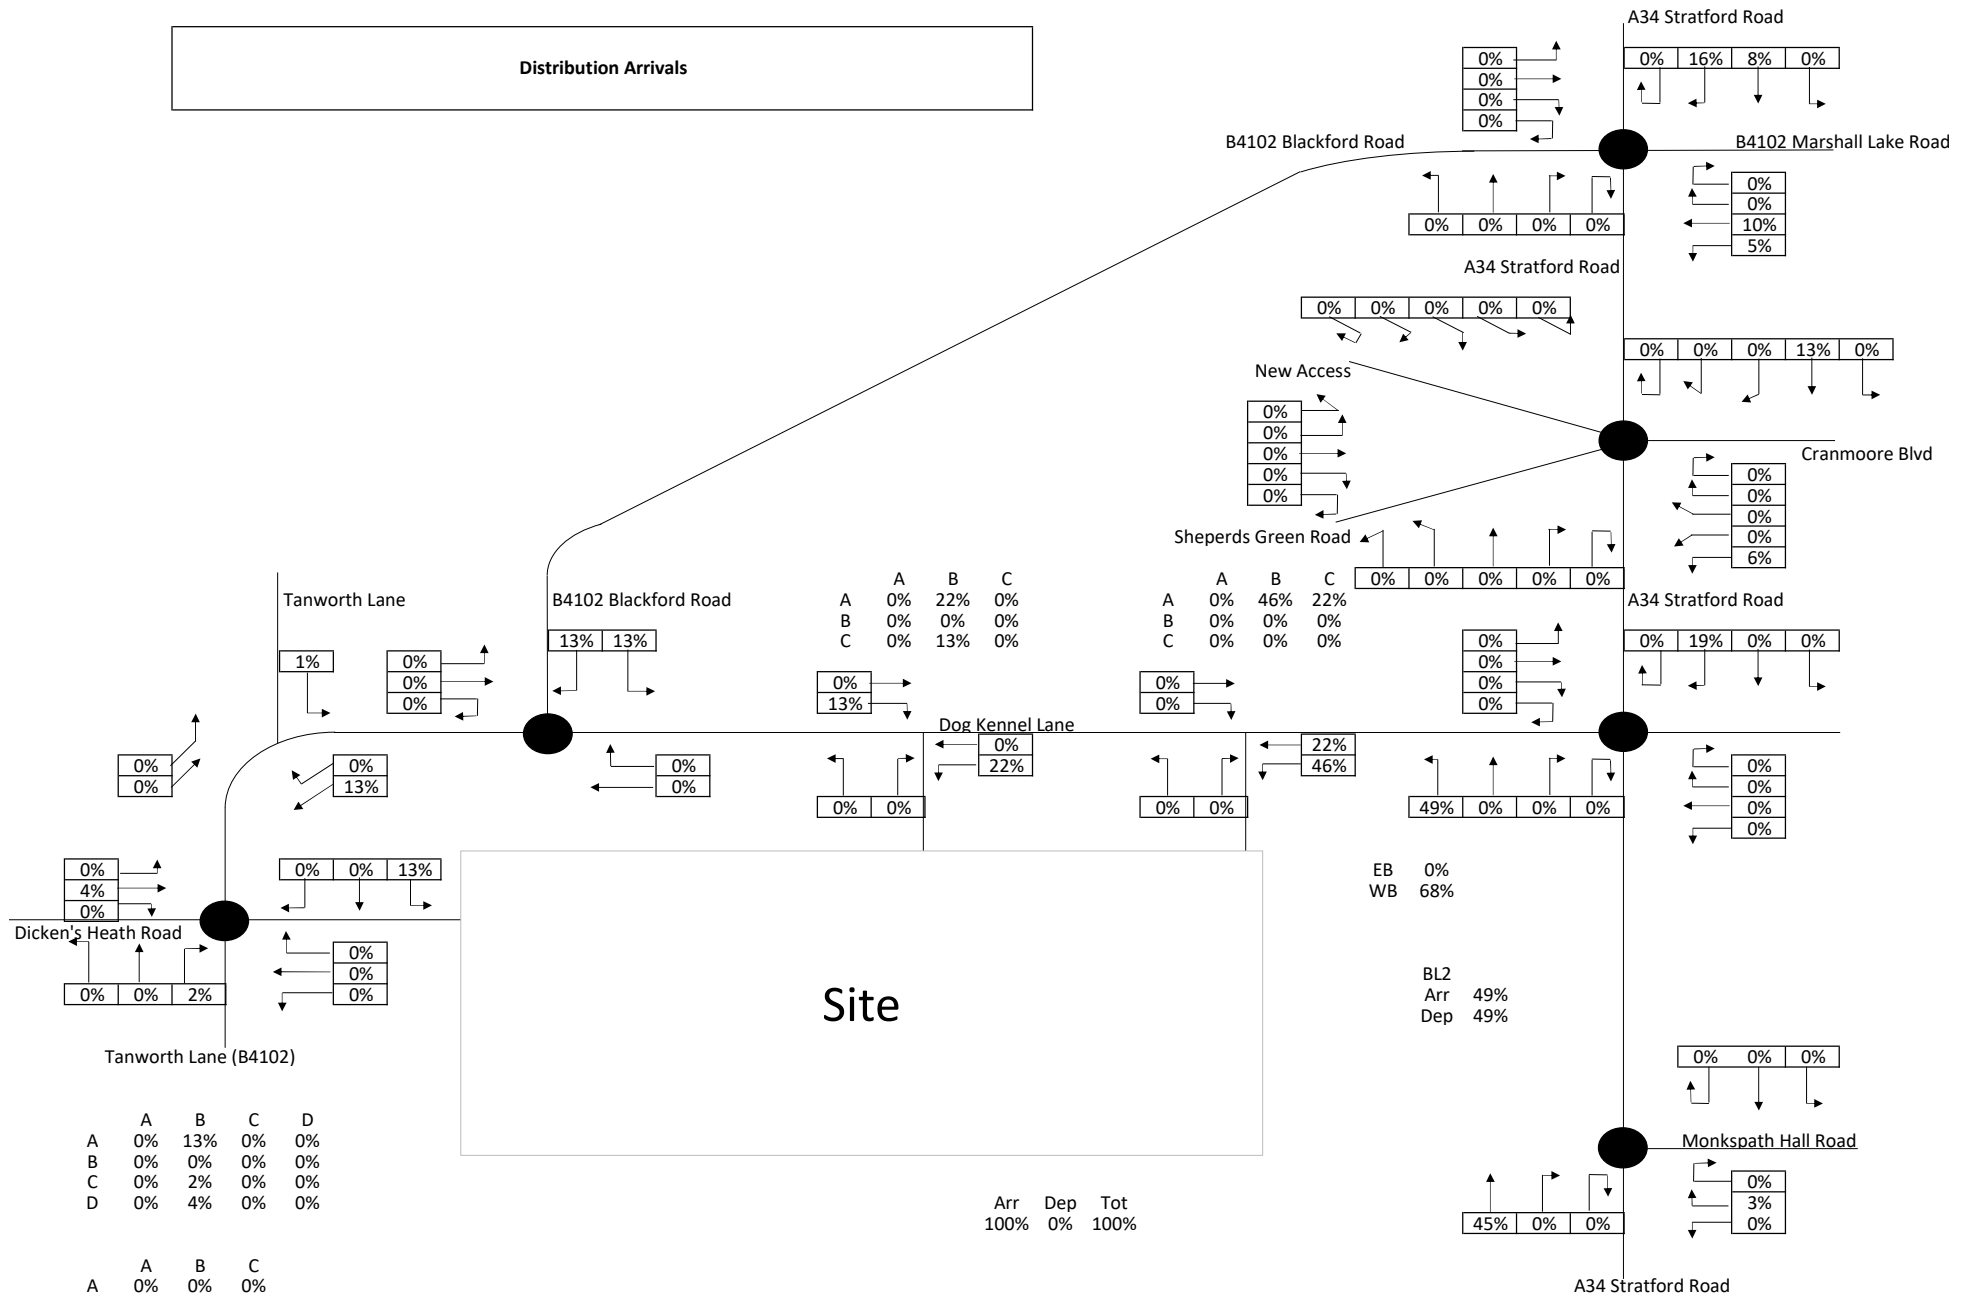 A34 Stratford Road
Distribution Arrivals
0%
0%
0%
0%
0% 16% 8% 0%
B4102 Blackford Road
B4102 Marshall Lake Road
0%
0%
10%
5%
0% 0% 0% 0%
A34 Stratford Road
0% 0% 0% 0% 0%
0% 0% 0% 13% 0%
New Access
0%
0%
0%
0%
0%
Cranmoore Blvd
0%
0%
0%
0%
6%
Sheperds Green Road
0% 0% 0% 0% 0%
A B C
A 0% 22% 0%
B 0% 0% 0%
C 0% 13% 0%
A B C
A 0% 46% 22%
B 0% 0% 0%
C 0% 0% 0%
Tanworth Lane
B4102 Blackford Road
A34 Stratford Road
1%
0%
0%
0%
13% 13%
0%
13%
0%
0%
0%
0%
0%
0%
0% 19% 0% 0%
Dog Kennel Lane
0%
0%
0%
13%
0%
0%
0%
22%
22%
46%
0% 0%
0% 0%
49% 0% 0% 0%
0%
0%
0%
0%
0%
4%
0%
0% 0% 13%
EB 0%
WB 68%
Dicken's Heath Road
0%
0%
0%
0% 0% 2%
Site
BL2
Arr 49%
Dep 49%
Tanworth Lane (B4102)
0% 0% 0%
A B C D
A 0% 13% 0% 0%
B 0% 0% 0% 0%
C 0% 2% 0% 0%
D 0% 4% 0% 0%
Monkspath Hall Road
0%
3%
0%
Arr Dep Tot
100% 0% 100%
45% 0% 0%
A B C
A 0% 0% 0%
A34 Stratford Road